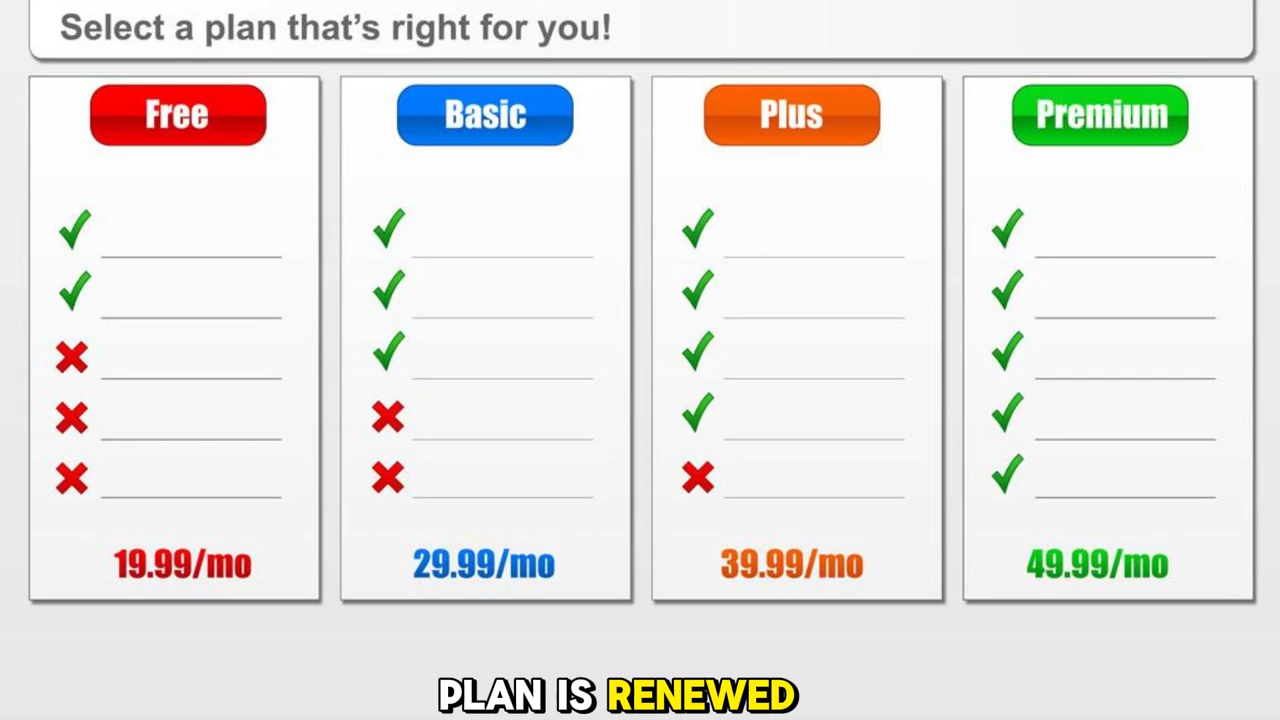 Select a plan that's right for you!
Free
Basic
Plus
Premium
19.99/mo
29.99/mo
39.99/mo
49.99/mo
PLAN IS RENEWED